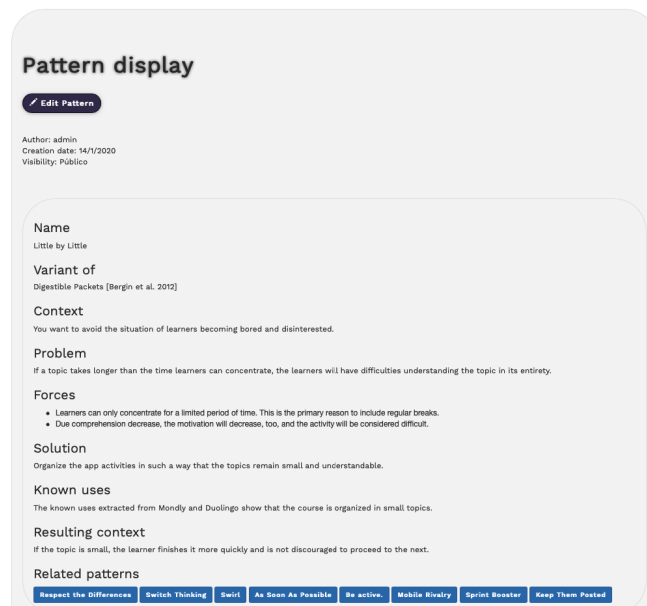 Pattern display
Edit Pattern
Author: admin
Creation date: 14/1/2020
Visibility: Público
Name
Little by Little
Variant of
Digestible Packets [Bergin et al. 2012]
Context
You want to avoid the situation of learners becoming bored and disinterested.
Problem
If a topic takes longer than the time learners can concentrate, the learners will have difficulties understanding the topic in its entirety.
Forces
• Learners can only concentrate for a limited period of time. This is the primary reason to include regular breaks.
• Due comprehension decrease, the motivation will decrease, too, and the activity will be considered difficult.
Solution
Organize the app activities in such a way that the topics remain small and understandable.
Known uses
The known uses extracted from Mondly and Duolingo show that the course is organized in small topics.
Resulting context
If the topic is small, the learner finishes it more quickly and is not discouraged to proceed to the next.
Related patterns
Respect the Differences Switch Thinking Swirl As Soon As Possible Be active. Mobile Rivalry Sprint Booster Keep Them Posted